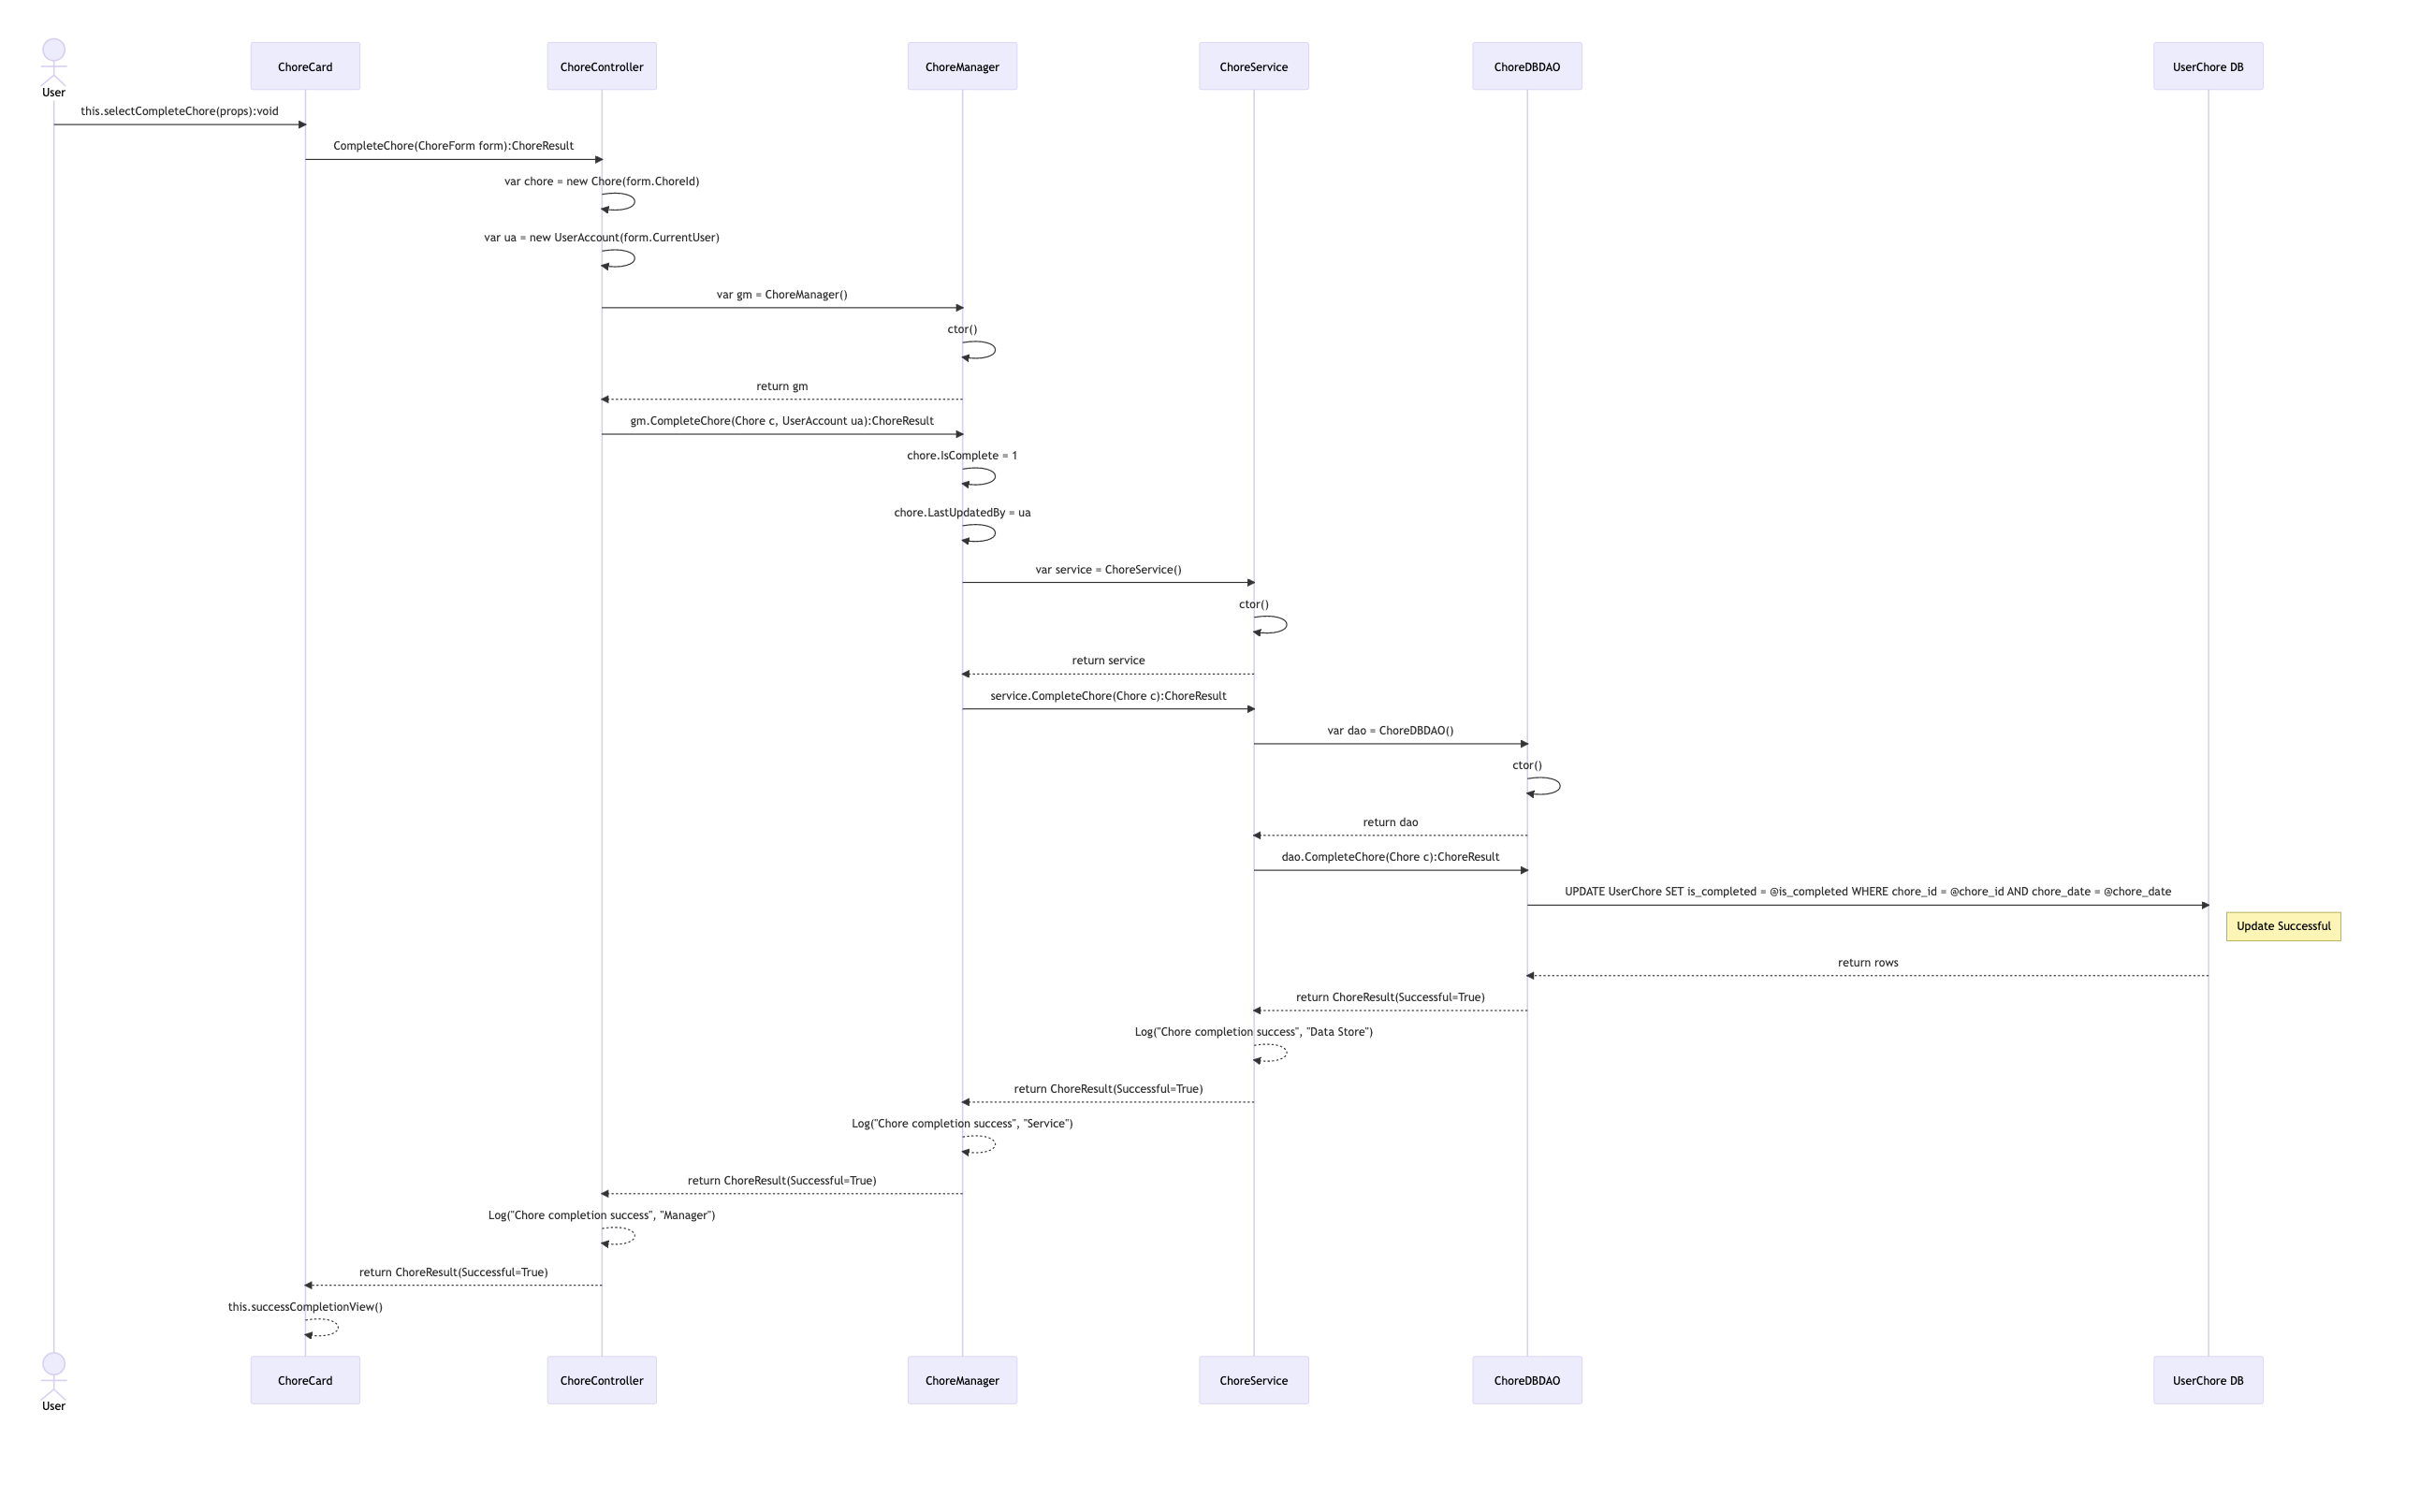 User
ChoreCard
ChoreController
ChoreManager
ChoreService
ChoreDBDAO
UserChore DB
this.selectCompleteChore(props):void
CompleteChore(ChoreForm form):ChoreResult
var chore = new Chore(form.ChoreId)
var ua = new UserAccount(form.CurrentUser)
var gm = ChoreManager()
ctor()
return gm
gm.CompleteChore(Chore c, UserAccount ua):ChoreResult
chore.IsComplete = 1
chore.LastUpdatedBy = ua
var service = ChoreService()
ctor()
return service
service.CompleteChore(Chore c):ChoreResult
var dao = ChoreDBDAO()
ctor()
return dao
dao.CompleteChore(Chore c):ChoreResult
UPDATE UserChore SET is_completed = @is_completed WHERE chore_id = @chore_id AND chore_date = @chore_date
Update Successful
return rows
return ChoreResult(Successful=True)
Log("Chore completion success", "Data Store")
return ChoreResult(Successful=True)
Log("Chore completion success", "Service")
return ChoreResult(Successful=True)
Log("Chore completion success", "Manager")
return ChoreResult(Successful=True)
this.successCompletionView()
User
ChoreCard
ChoreController
ChoreManager
ChoreService
ChoreDBDAO
UserChore DB